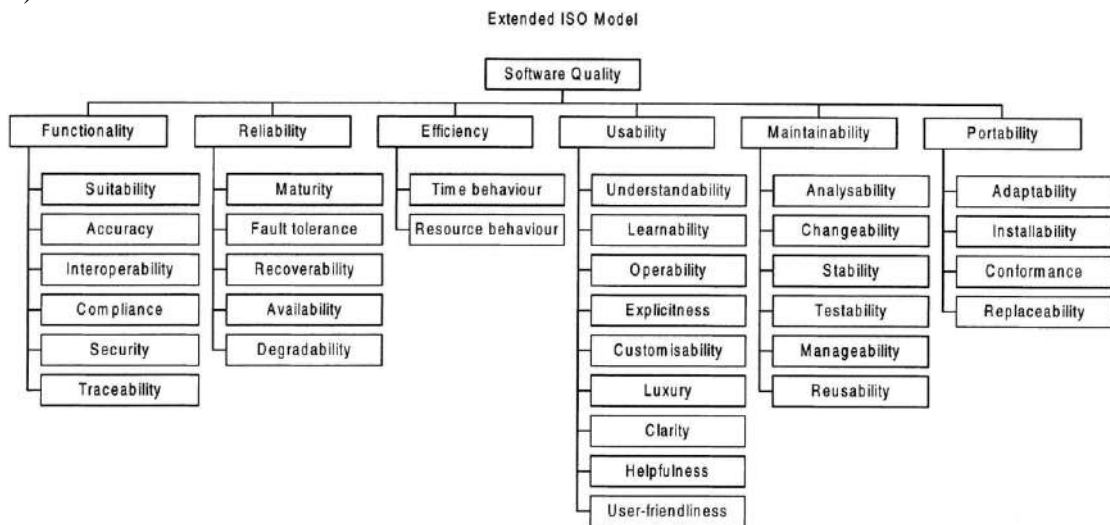 )
Extended ISO Model
Software Quality
Functionality
Reliability
Efficiency
Usability
Maintainability
Portability
Suitability
Accuracy
Interoperability
Compliance
Security
Traceability
Maturity
Fault tolerance
Recoverability
Availability
Degradability
Time behaviour
Resource behaviour
Understandability
Learnability
Operability
Explicitness
Customisability
Luxury
Clarity
Helpfulness
User-friendliness
Analysability
Changeability
Stability
Testability
Manageability
Reusability
Adaptability
Installability
Conformance
Replaceability